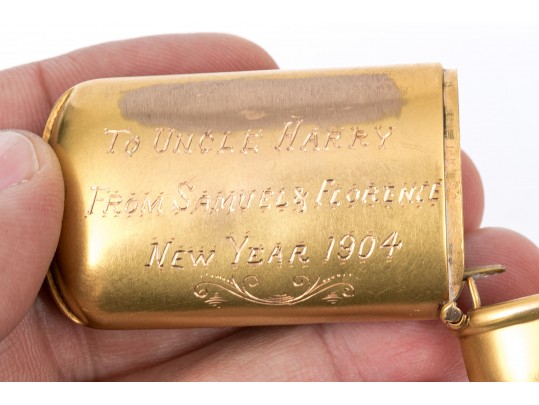 To Uncle Harry
From Samuel & Florence
New Year 1904